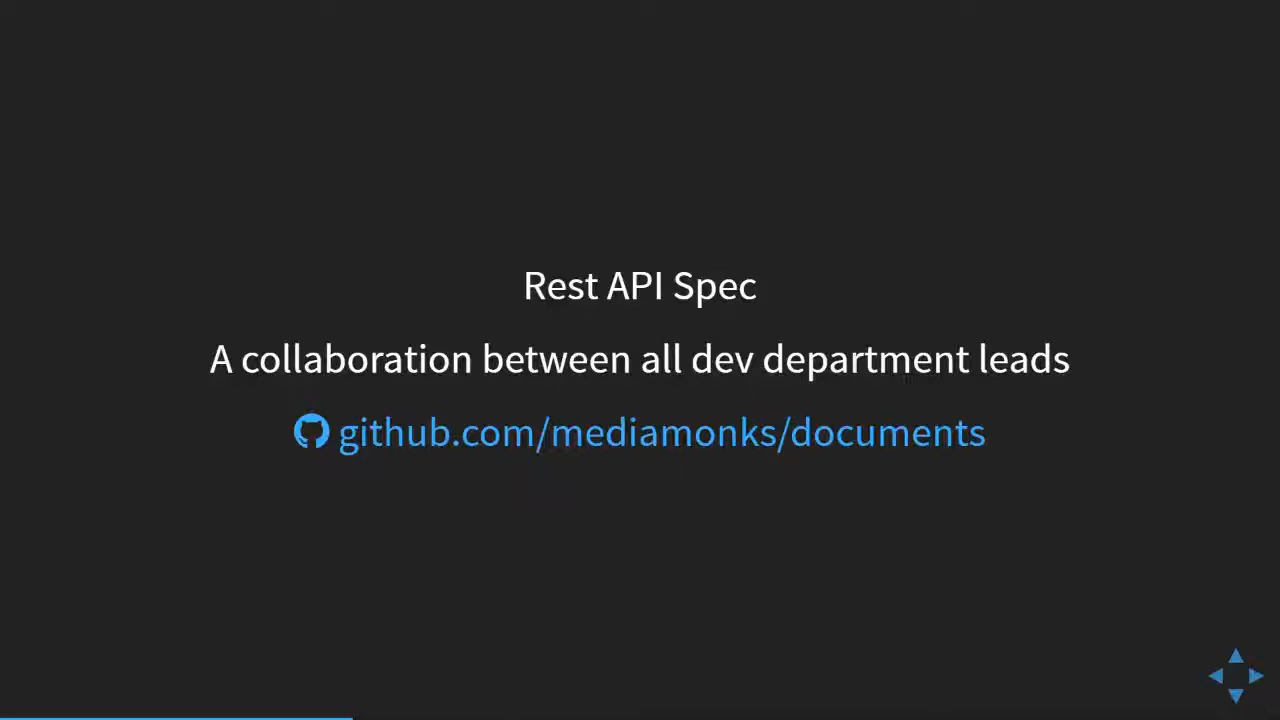 Rest API Spec
A collaboration between all dev department leads
github.com/mediamonks/documents